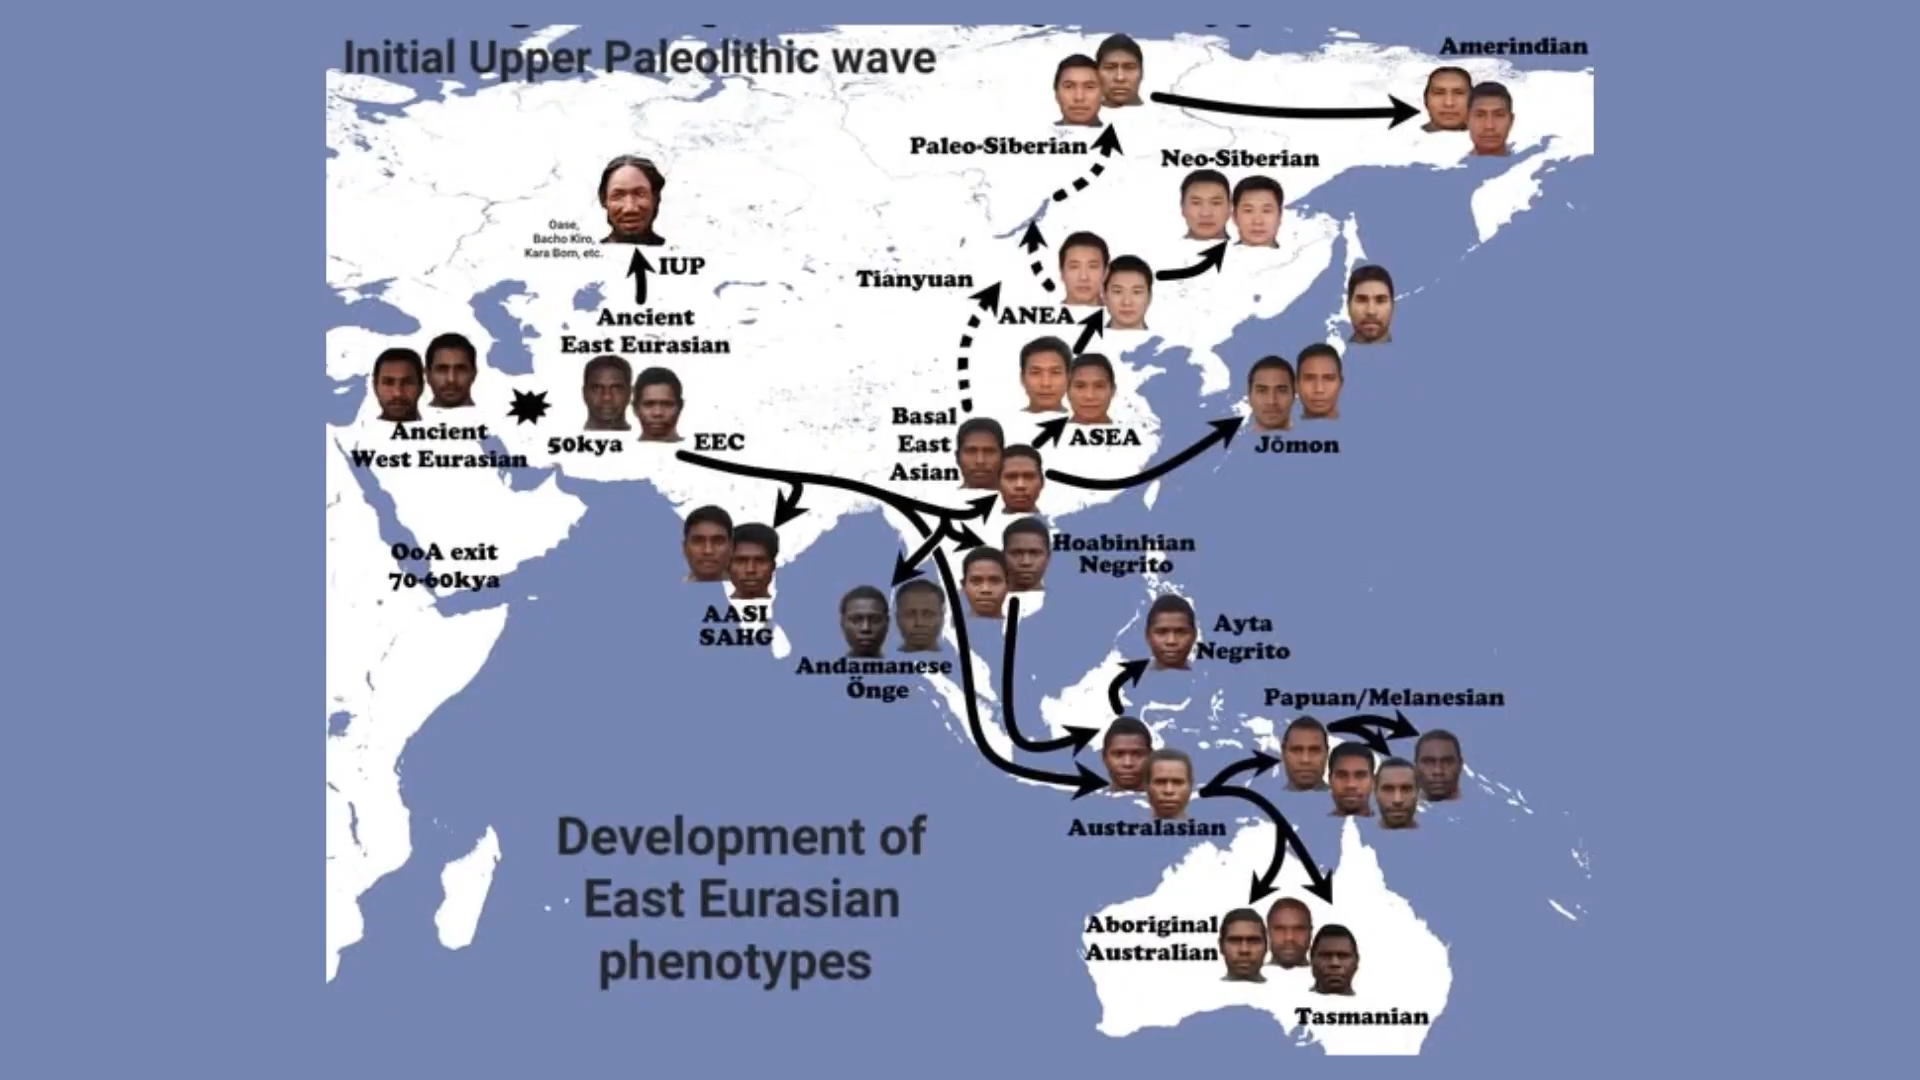 Initial Upper Paleolithic wave
Amerindian
Paleo-Siberian
Neo-Siberian
Oase,
Bacho Kiro,
Kara Bom, etc.
IUP
Tianyuan
Ancient
East Eurasian
ANEA
Ancient
West Eurasian
50kya
EEC
Basal
East
Asian
ASEA
Jōmon
OoA exit
70-60kya
Hoabinhian
Negrito
AASI
SAHG
Ayta
Negrito
Andamanese
Önge
Papuan/Melanesian
Australasian
Development of
East Eurasian
phenotypes
Aboriginal
Australian
Tasmanian